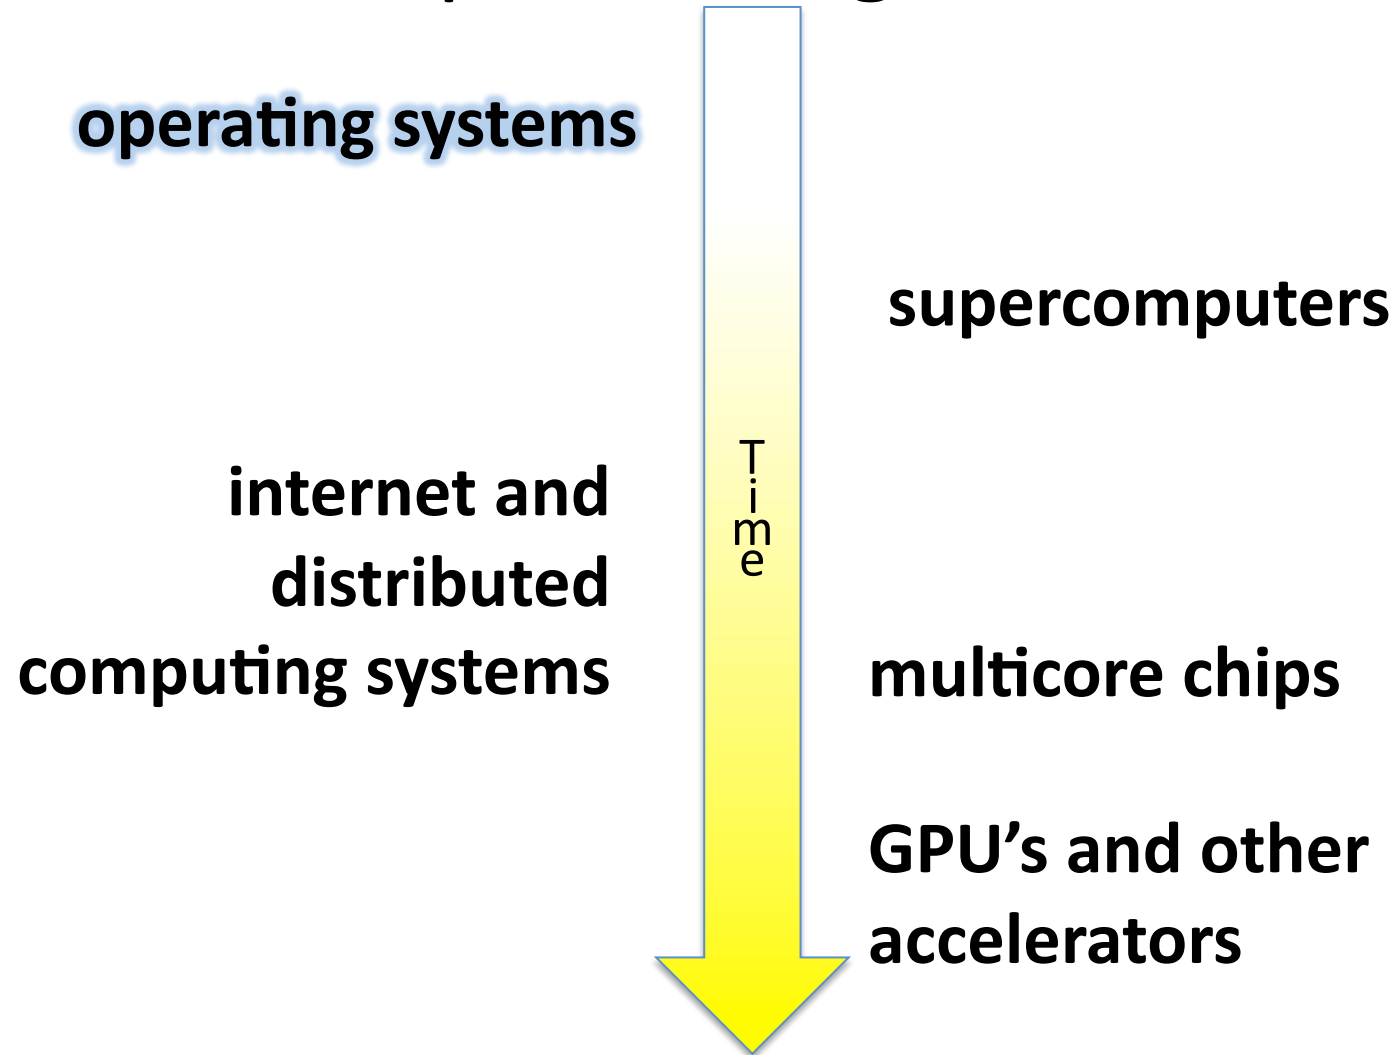 operating systems
supercomputers
Time
internet and
distributed
computing systems
multicore chips
GPU’s and other
accelerators